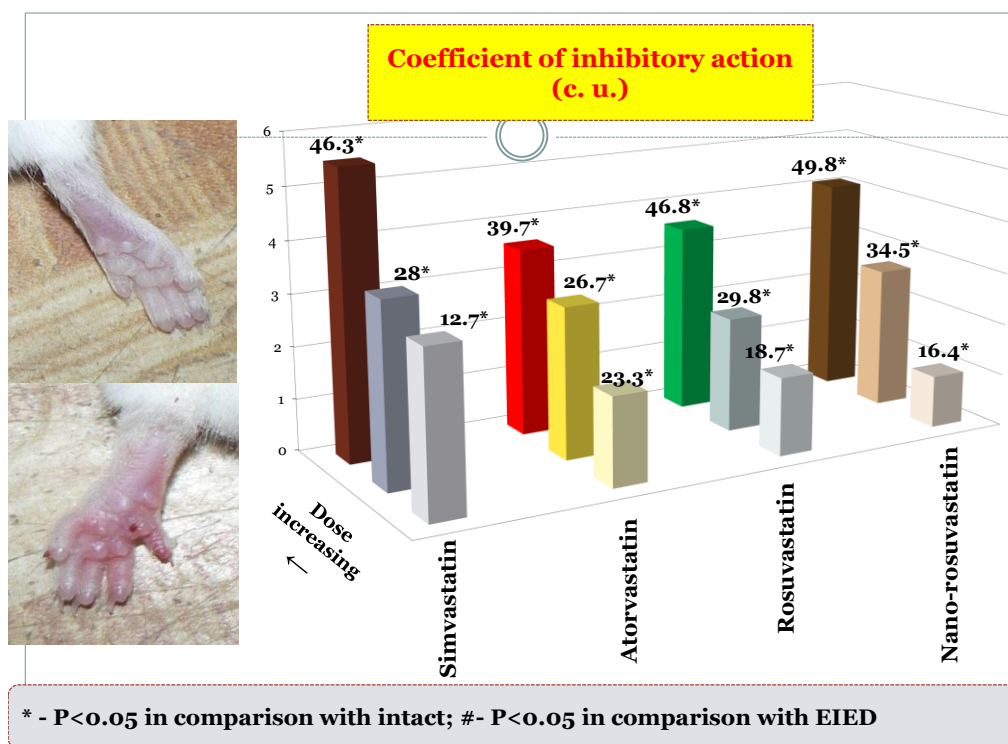 Coefficient of inhibitory action
(c. u.)
6
5
4
3
2
1
0
46.3*
28*
12.7*
39.7*
26.7*
23.3*
46.8*
29.8*
18.7*
49.8*
34.5*
16.4*
Dose
increasing
←
Simvastatin
Atorvastatin
Rosuvastatin
Nano-rosuvastatin
* - P<0.05 in comparison with intact; #- P<0.05 in comparison with EIED